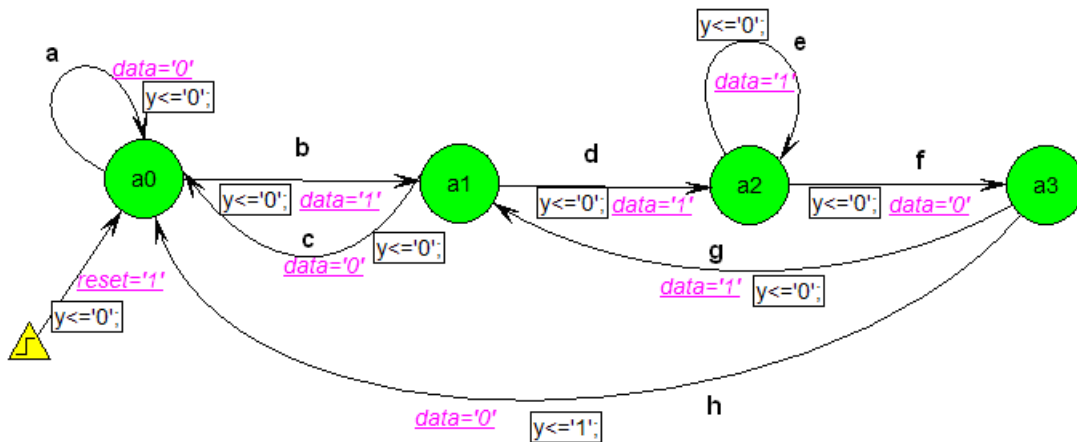 y<='0';
a
e
data='0'
data='1'
y<='0';
b
d
f
a0
a1
a2
a3
y<='0';
data='1'
y<='0';
data='1'
y<='0';
data='0'
c
y<='0';
g
data='0'
reset='1'
data='1'
y<='0';
y<='0';
h
data='0'
y<='1';